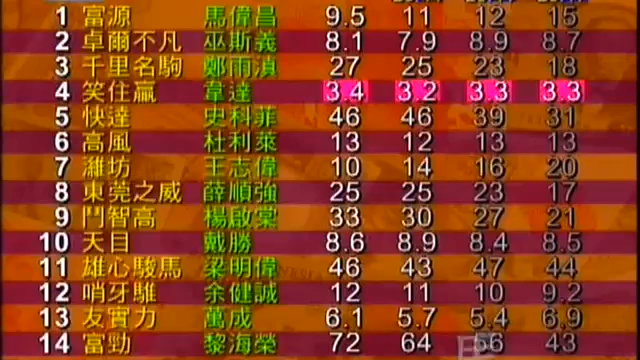 1 富源 馬偉昌 9.5 11 12 15
2 卓爾不凡 巫斯義 8.1 7.9 8.9 8.7
3 千里名駒 鄭雨滇 27 25 23 18
4 笑住贏 韋達 3.4 3.2 3.3 3.3
5 快達 史科菲 46 46 39 31
6 高風 杜利萊 13 12 13 13
7 濰坊 王志偉 10 14 16 20
8 東莞之威 薛順強 25 25 23 17
9 鬥智高 楊啟棠 33 30 27 21
10 天目 戴勝 8.6 8.9 8.4 8.5
11 雄心駿馬 梁明偉 46 43 47 44
12 哨牙騅 余健誠 12 11 10 9.2
13 友實力 萬成 6.1 5.7 5.4 6.9
14 富勁 黎海榮 72 64 56 43